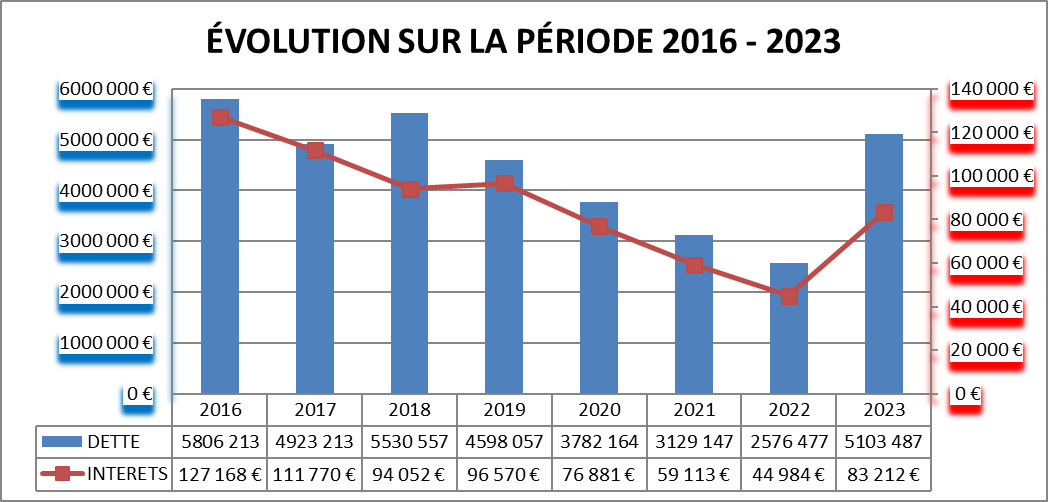 ÉVOLUTION SUR LA PÉRIODE 2016 - 2023
6000 000 €
5000 000 €
4000 000 €
3000 000 €
2000 000 €
1000 000 €
0 €
140 000 €
120 000 €
100 000 €
80 000 €
60 000 €
40 000 €
20 000 €
0 €
2016 2017 2018 2019 2020 2021 2022 2023
DETTE 5806 213 4923 213 5530 557 4598 057 3782 164 3129 147 2576 477 5103 487
INTERETS 127 168 € 111 770 € 94 052 € 96 570 € 76 881 € 59 113 € 44 984 € 83 212 €